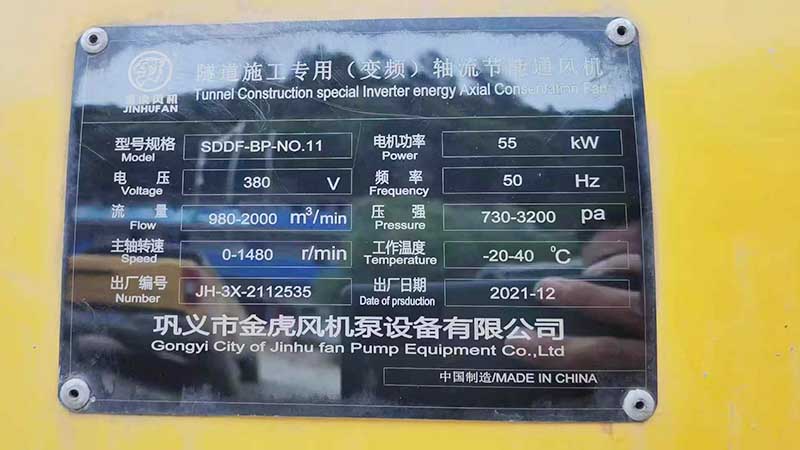 隧道施工专用（变频）轴流节能通风机
Tunnel Construction special Inverter energy Axial Conservation Fan
金虎风机
JINHUFAN
型号规格 SDDF-BP-NO.11 电机功率 55 kW
Model Power
电压 380 V 频率 50 Hz
Voltage Frequency
流量 980-2000 m³/min 压强 730-3200 pa
Flow Pressure
主轴转速 0-1480 r/min 工作温度 -20-40 °C
Speed Temperature
出厂编号 JH-3X-2112535 出厂日期 2021-12
Number Date of prsduction
巩义市金虎风机泵设备有限公司
Gongyi City of Jinhu fan Pump Equipment Co.,Ltd
中国制造/MADE IN CHINA